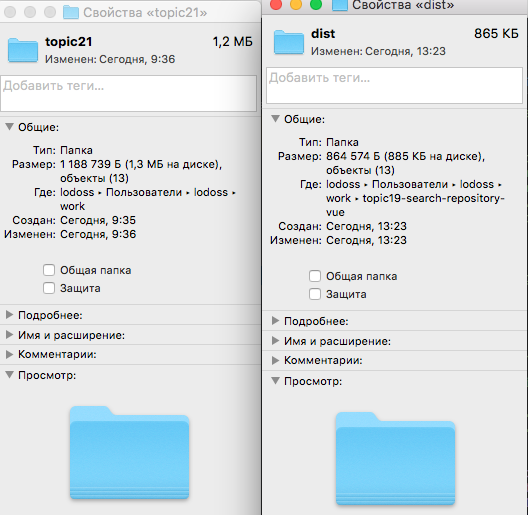 Свойства «topic21»
topic21 1,2 МБ
Изменен: Сегодня, 9:36
Добавить теги...
Общие:
Тип: Папка
Размер: 1 188 739 Б (1,3 МБ на диске),
объекты (13)
Где: lodoss ▸ Пользователи ▸ lodoss ▸
work
Создан: Сегодня, 9:35
Изменен: Сегодня, 9:36
Общая папка
Защита
Подробнее:
Имя и расширение:
Комментарии:
Просмотр:
Свойства «dist»
dist 865 КБ
Изменен: Сегодня, 13:23
Добавить теги...
Общие:
Тип: Папка
Размер: 864 574 Б (885 КБ на диске),
объекты (13)
Где: lodoss ▸ Пользователи ▸ lodoss ▸
work ▸ topic19-search-repository-
vue
Создан: Сегодня, 13:23
Изменен: Сегодня, 13:23
Общая папка
Защита
Подробнее:
Имя и расширение:
Комментарии:
Просмотр: